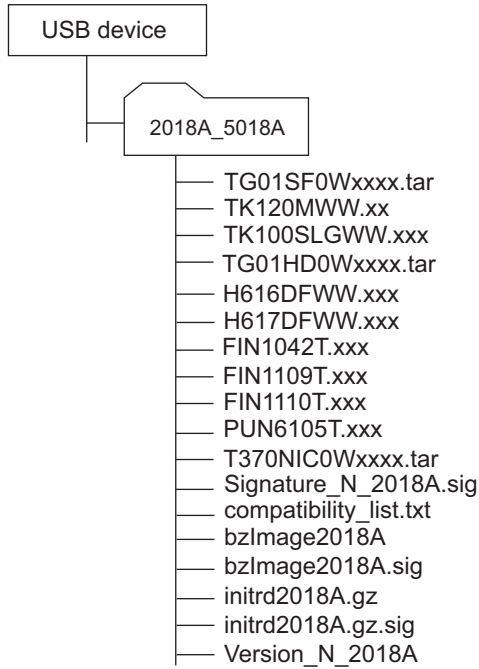 USB device
2018A_5018A
TG01SF0Wxxxx.tar
TK120MWW.xx
TK100SLGWW.xxx
TG01HD0Wxxxx.tar
H616DFWW.xxx
H617DFWW.xxx
FIN1042T.xxx
FIN1109T.xxx
FIN1110T.xxx
PUN6105T.xxx
T370NIC0Wxxxx.tar
Signature_N_2018A.sig
compatibility_list.txt
bzImage2018A
bzImage2018A.sig
initrd2018A.gz
initrd2018A.gz.sig
Version_N_2018A